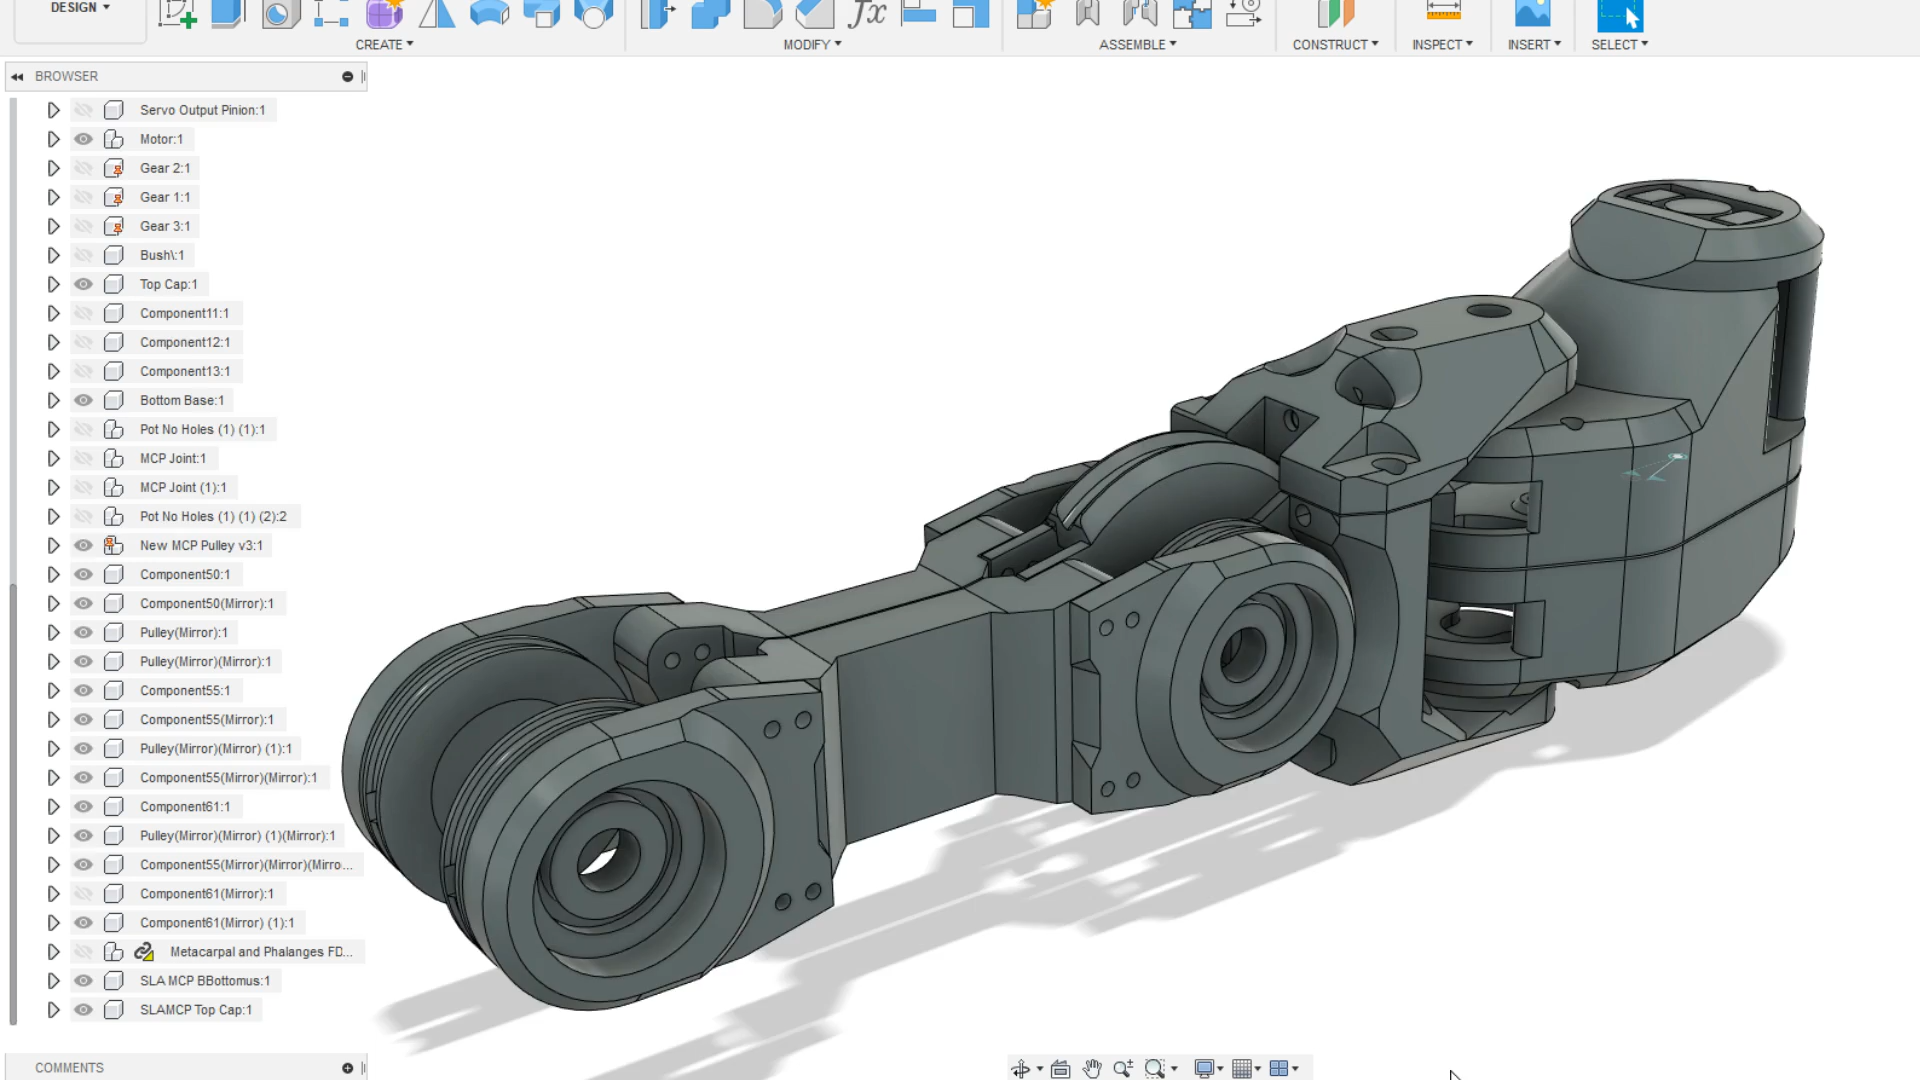 DESIGN
CREATE
MODIFY
fx
ASSEMBLE
CONSTRUCT
INSPECT
INSERT
SELECT
BROWSER
Servo Output Pinion:1
Motor:1
Gear 2:1
Gear 1:1
Gear 3:1
Bush\:1
Top Cap:1
Component11:1
Component12:1
Component13:1
Bottom Base:1
Pot No Holes (1) (1):1
MCP Joint:1
MCP Joint (1):1
Pot No Holes (1) (1) (2):2
New MCP Pulley v3:1
Component50:1
Component50(Mirror):1
Pulley(Mirror):1
Pulley(Mirror)(Mirror):1
Component55:1
Component55(Mirror):1
Pulley(Mirror)(Mirror) (1):1
Component55(Mirror)(Mirror):1
Component61:1
Pulley(Mirror)(Mirror) (1)(Mirror):1
Component55(Mirror)(Mirror)(Mirro...
Component61(Mirror):1
Component61(Mirror) (1):1
Metacarpal and Phalanges FD...
SLA MCP BBottomus:1
SLAMCP Top Cap:1
COMMENTS